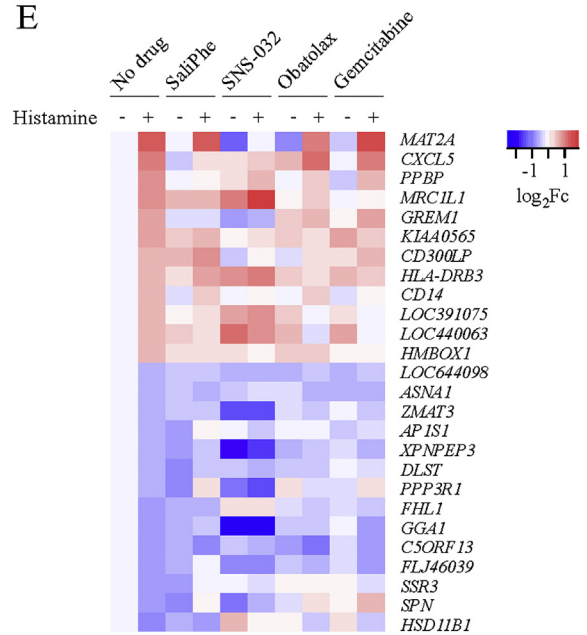 E
No drug SaliPhe SNS-032 Obatolax Gemcitabine
Histamine - + - + - + - + - +
MAT2A
CXCL5
PPBP
MRC1L1
GREM1
KIAA0565
CD300LP
HLA-DRB3
CD14
LOC391075
LOC440063
HMBOX1
LOC644098
ASNA1
ZMAT3
AP1S1
XPNPEP3
DLST
PPP3R1
FHL1
GGA1
C5ORF13
FLJ46039
SSR3
SPN
HSD11B1
-1 1
log2Fc